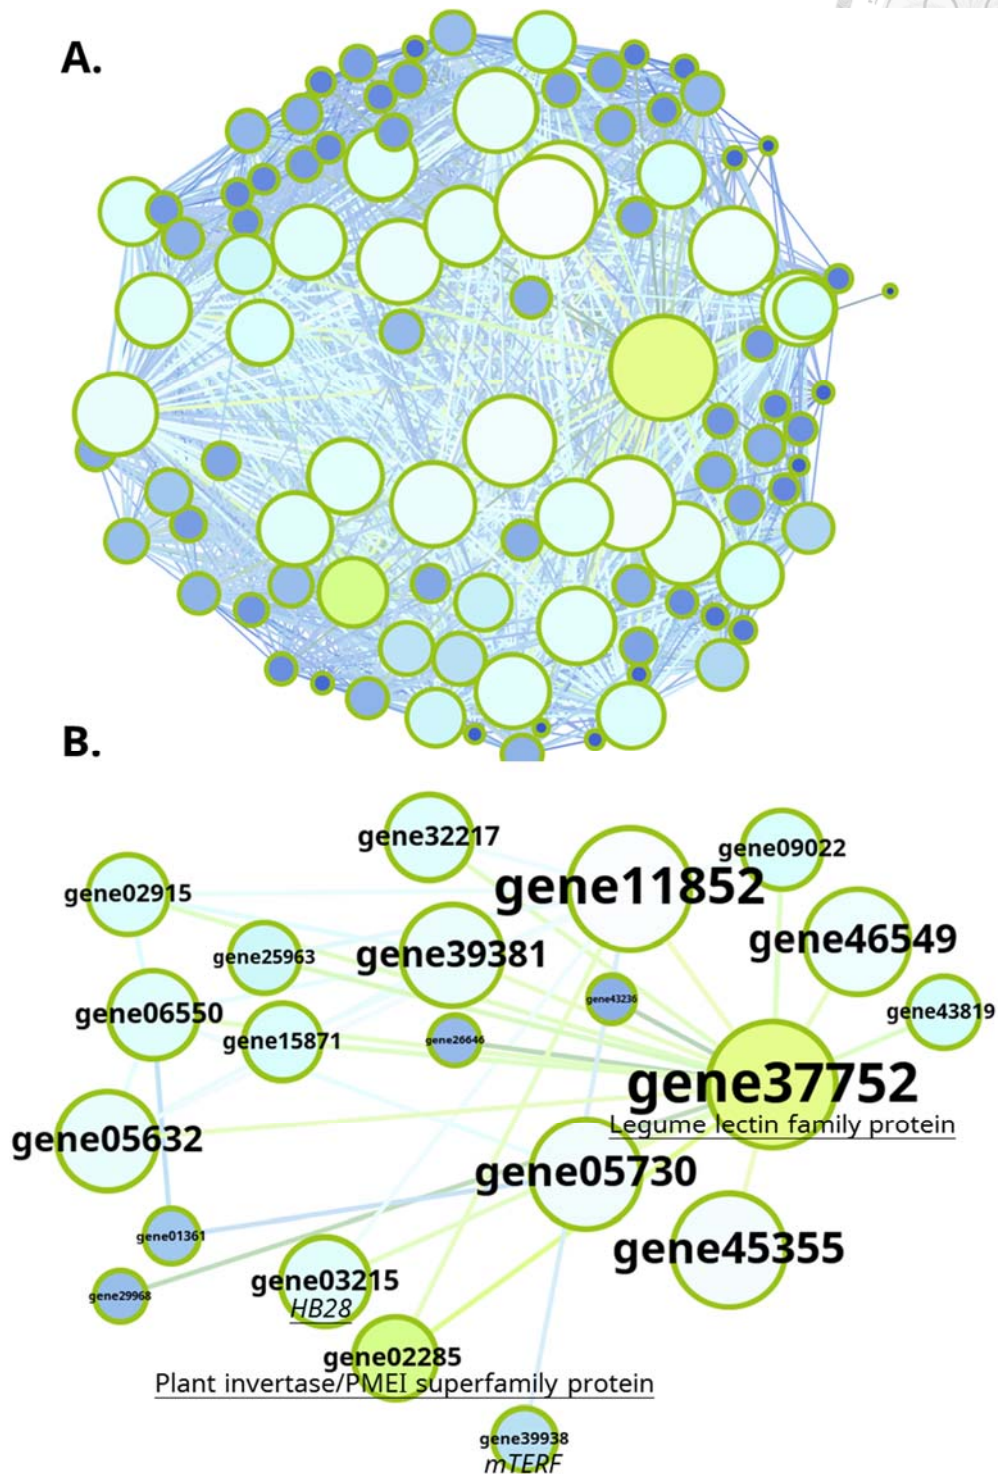 A.
B.
gene32217
gene11852
gene09022
gene02915
gene39381
gene46549
gene25963
gene43236
gene43819
gene06550
gene15871
gene26646
gene37752
Legume lectin family protein
gene05632
gene05730
gene01361
gene45355
gene29968
gene03215
HB28
gene02285
Plant invertase/PMEI superfamily protein
gene39938
mTERF